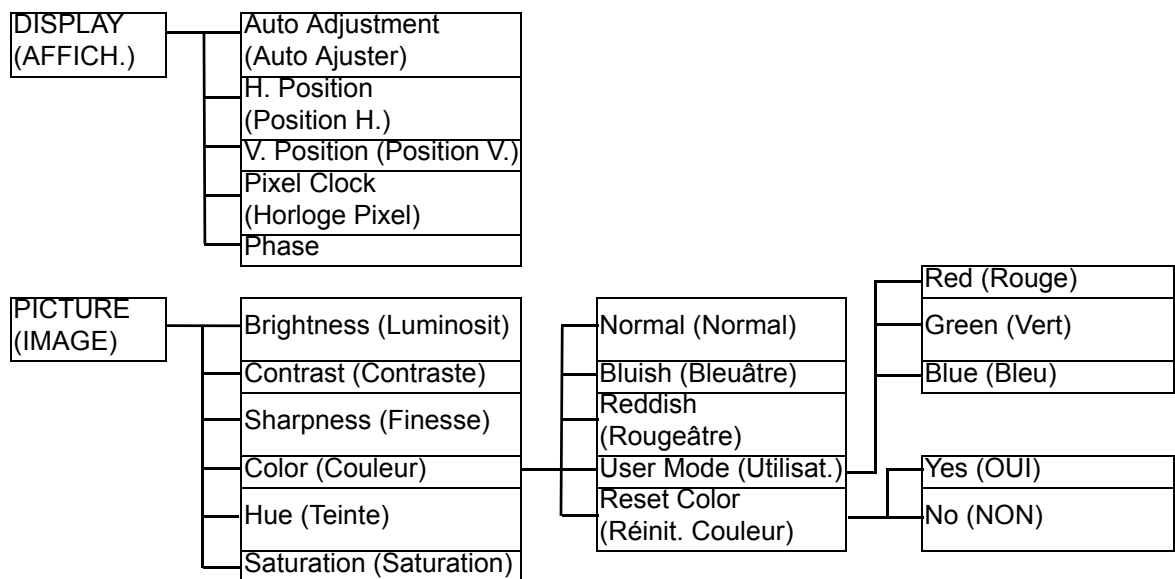 DISPLAY
(AFFICH.)
Auto Adjustment
(Auto Ajuster)
H. Position
(Position H.)
V. Position (Position V.)
Pixel Clock
(Horloge Pixel)
Phase
PICTURE
(IMAGE)
Brightness (Luminosit)
Contrast (Contraste)
Sharpness (Finesse)
Color (Couleur)
Hue (Teinte)
Saturation (Saturation)
Normal (Normal)
Bluish (Bleuâtre)
Reddish
(Rougeâtre)
User Mode (Utilisat.)
Reset Color
(Réinit. Couleur)
Red (Rouge)
Green (Vert)
Blue (Bleu)
Yes (OUI)
No (NON)